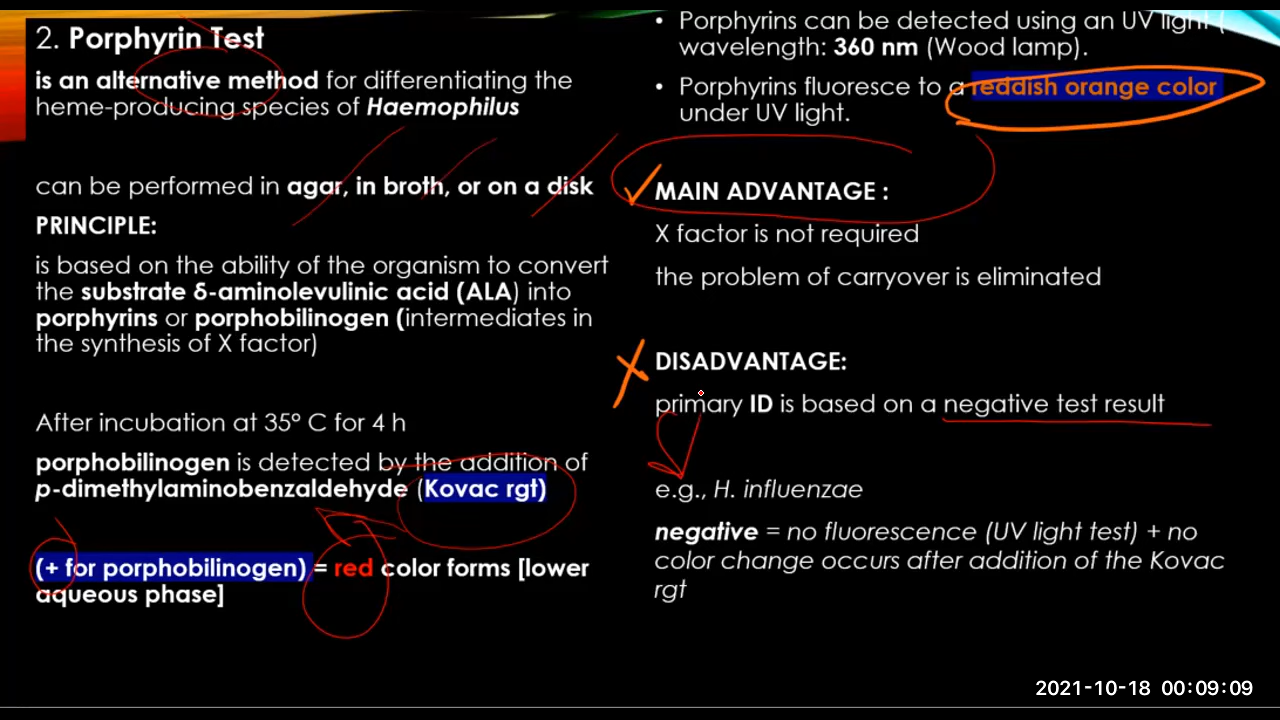 2. Porphyrin Test
is an alternative method for differentiating the
heme-producing species of Haemophilus
can be performed in agar, in broth, or on a disk
PRINCIPLE:
is based on the ability of the organism to convert
the substrate δ-aminolevulinic acid (ALA) into
porphyrins or porphobilinogen (intermediates in
the synthesis of X factor)
After incubation at 35° C for 4 h
porphobilinogen is detected by the addition of
p-dimethylaminobenzaldehyde (Kovac rgt)
(+ for porphobilinogen) = red color forms [lower
aqueous phase]
• Porphyrins can be detected using an UV light (
wavelength: 360 nm (Wood lamp).
• Porphyrins fluoresce to a reddish orange color
under UV light.
MAIN ADVANTAGE :
X factor is not required
the problem of carryover is eliminated
DISADVANTAGE:
primary ID is based on a negative test result
e.g., H. influenzae
negative = no fluorescence (UV light test) + no
color change occurs after addition of the Kovac
rgt
2021-10-18 00:09:09